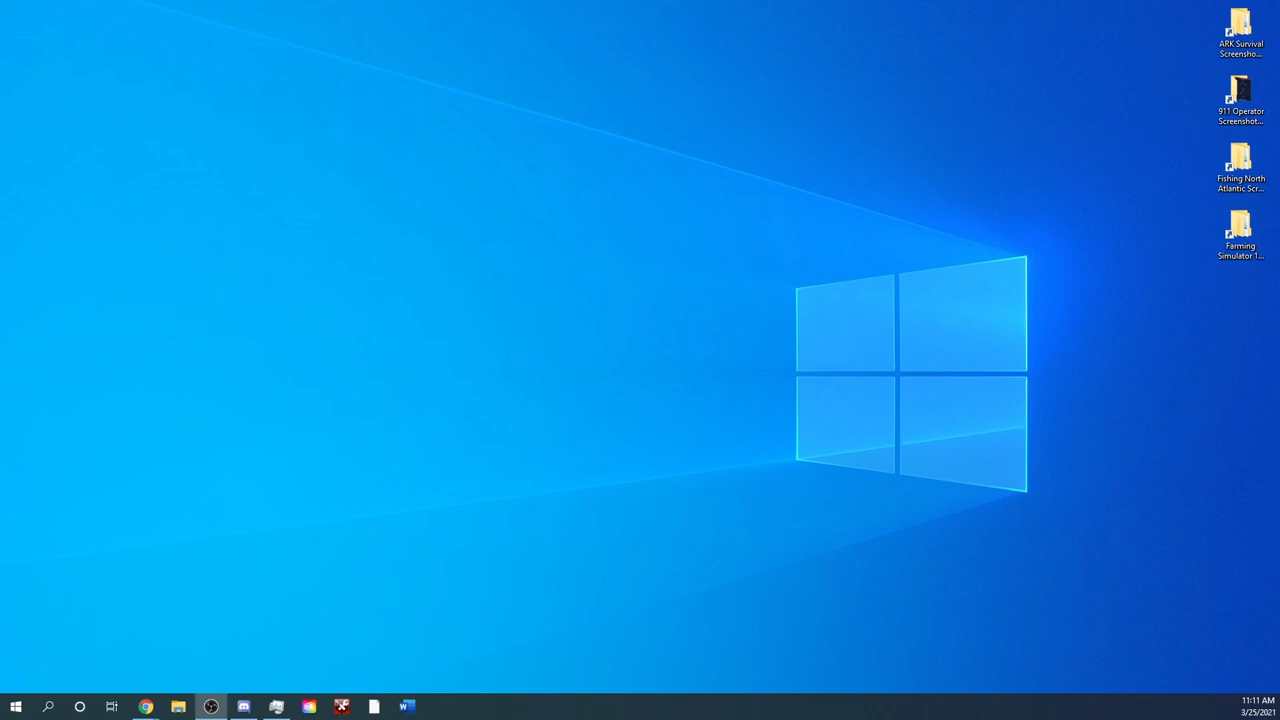 ARK Survival
Screensho...
911 Operator
Screenshot...
Fishing North
Atlantic Scr...
Farming
Simulator 1...
11:11 AM
3/25/2021